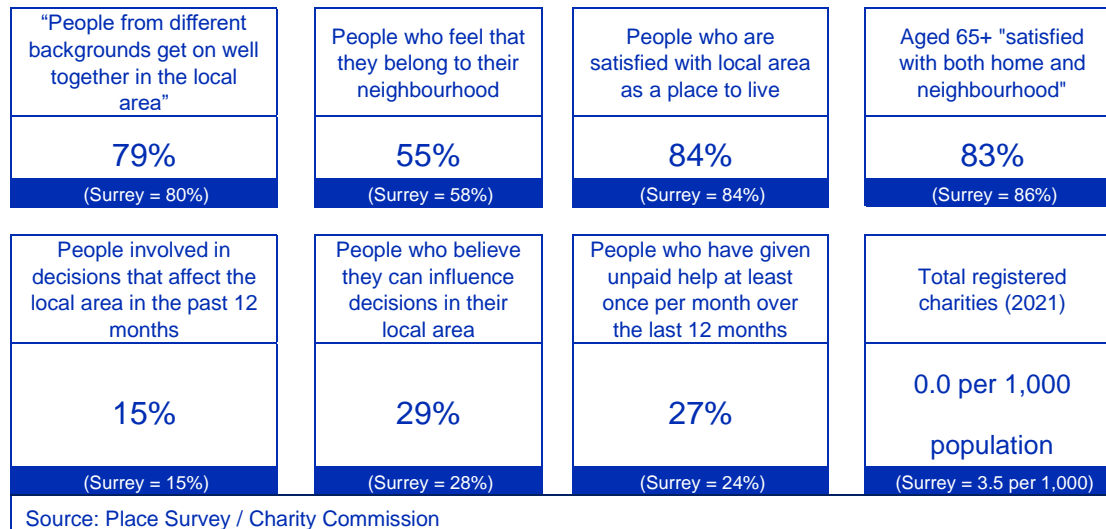 “People from different
backgrounds get on well
together in the local
area”
79%
(Surrey = 80%)
People who feel that
they belong to their
neighbourhood
55%
(Surrey = 58%)
People who are
satisfied with local area
as a place to live
84%
(Surrey = 84%)
Aged 65+ "satisfied
with both home and
neighbourhood"
83%
(Surrey = 86%)
People involved in
decisions that affect the
local area in the past 12
months
15%
(Surrey = 15%)
People who believe
they can influence
decisions in their
local area
29%
(Surrey = 28%)
People who have given
unpaid help at least
once per month over
the last 12 months
27%
(Surrey = 24%)
Total registered
charities (2021)
0.0 per 1,000
population
(Surrey = 3.5 per 1,000)
Source: Place Survey / Charity Commission